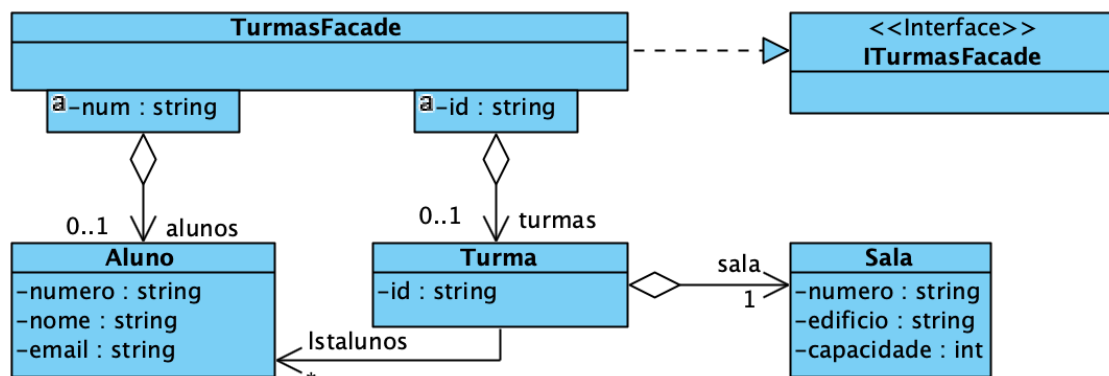 TurmasFacade
<<Interface>>
ITurmasFacade
a-num : string
a-id : string
0..1
alunos
0..1
turmas
Aluno
-numero : string
-nome : string
-email : string
Turma
-id : string
sala
1
Sala
-numero : string
-edificio : string
-capacidade : int
lstalunos
*